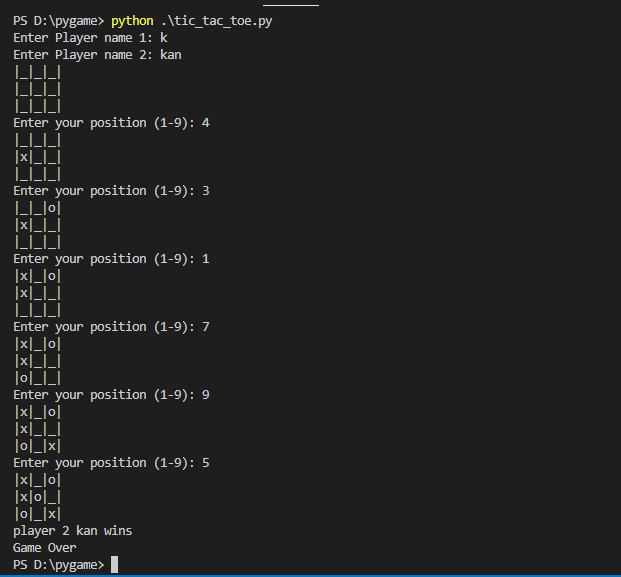 PS D:\pygame> python .\tic_tac_toe.py
Enter Player name 1: k
Enter Player name 2: kan
|_|_|_|
|_|_|_|
|_|_|_|
Enter your position (1-9): 4
|_|_|_|
|x|_|_|
|_|_|_|
Enter your position (1-9): 3
|_|_|o|
|x|_|_|
|_|_|_|
Enter your position (1-9): 1
|x|_|o|
|x|_|_|
|_|_|_|
Enter your position (1-9): 7
|x|_|o|
|x|_|_|
|o|_|_|
Enter your position (1-9): 9
|x|_|o|
|x|_|_|
|o|_|x|
Enter your position (1-9): 5
|x|_|o|
|x|o|_|
|o|_|x|
player 2 kan wins
Game Over
PS D:\pygame>